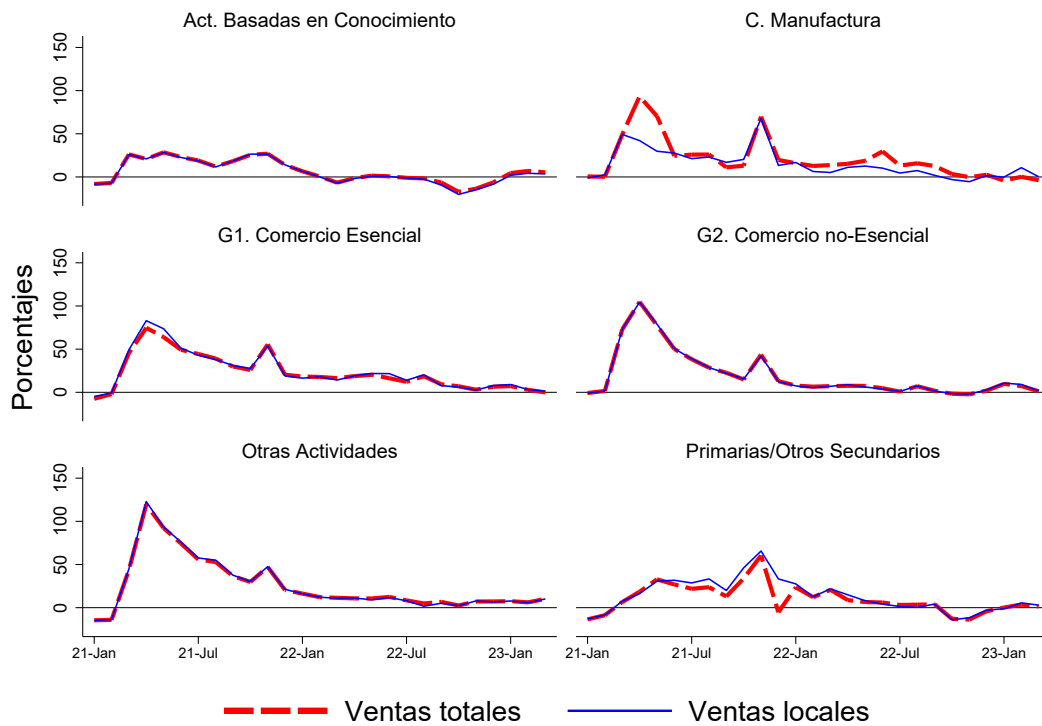 Act. Basadas en Conocimiento
C. Manufactura
150
100
50
0
G1. Comercio Esencial
G2. Comercio no-Esencial
Porcentajes
150
100
50
0
Otras Actividades
Primarias/Otros Secundarios
150
100
50
0
21-Jan 21-Jul 22-Jan 22-Jul 23-Jan
21-Jan 21-Jul 22-Jan 22-Jul 23-Jan
Ventas totales Ventas locales